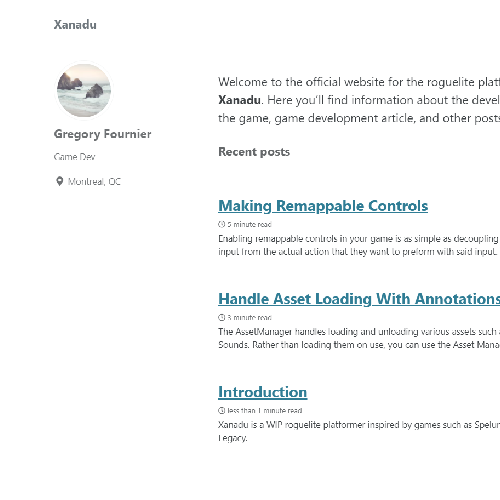 Xanadu
Gregory Fournier
Game Dev
Montreal, QC
Welcome to the official website for the roguelite
Xanadu. Here you'll find information about the
the game, game development article, and other posts
Recent posts
Making Remappable Controls
5 minute read
Enabling remappable controls in your game is as simple as decoupling
input from the actual action that they want to preform with said input.
Handle Asset Loading With Annotations
3 minute read
The AssetManager handles loading and unloading various assets such
Sounds. Rather than loading them on use, you can use the Asset
Introduction
less than 1 minute read
Xanadu is a WIP roguelite platformer inspired by games such as
Legacy.